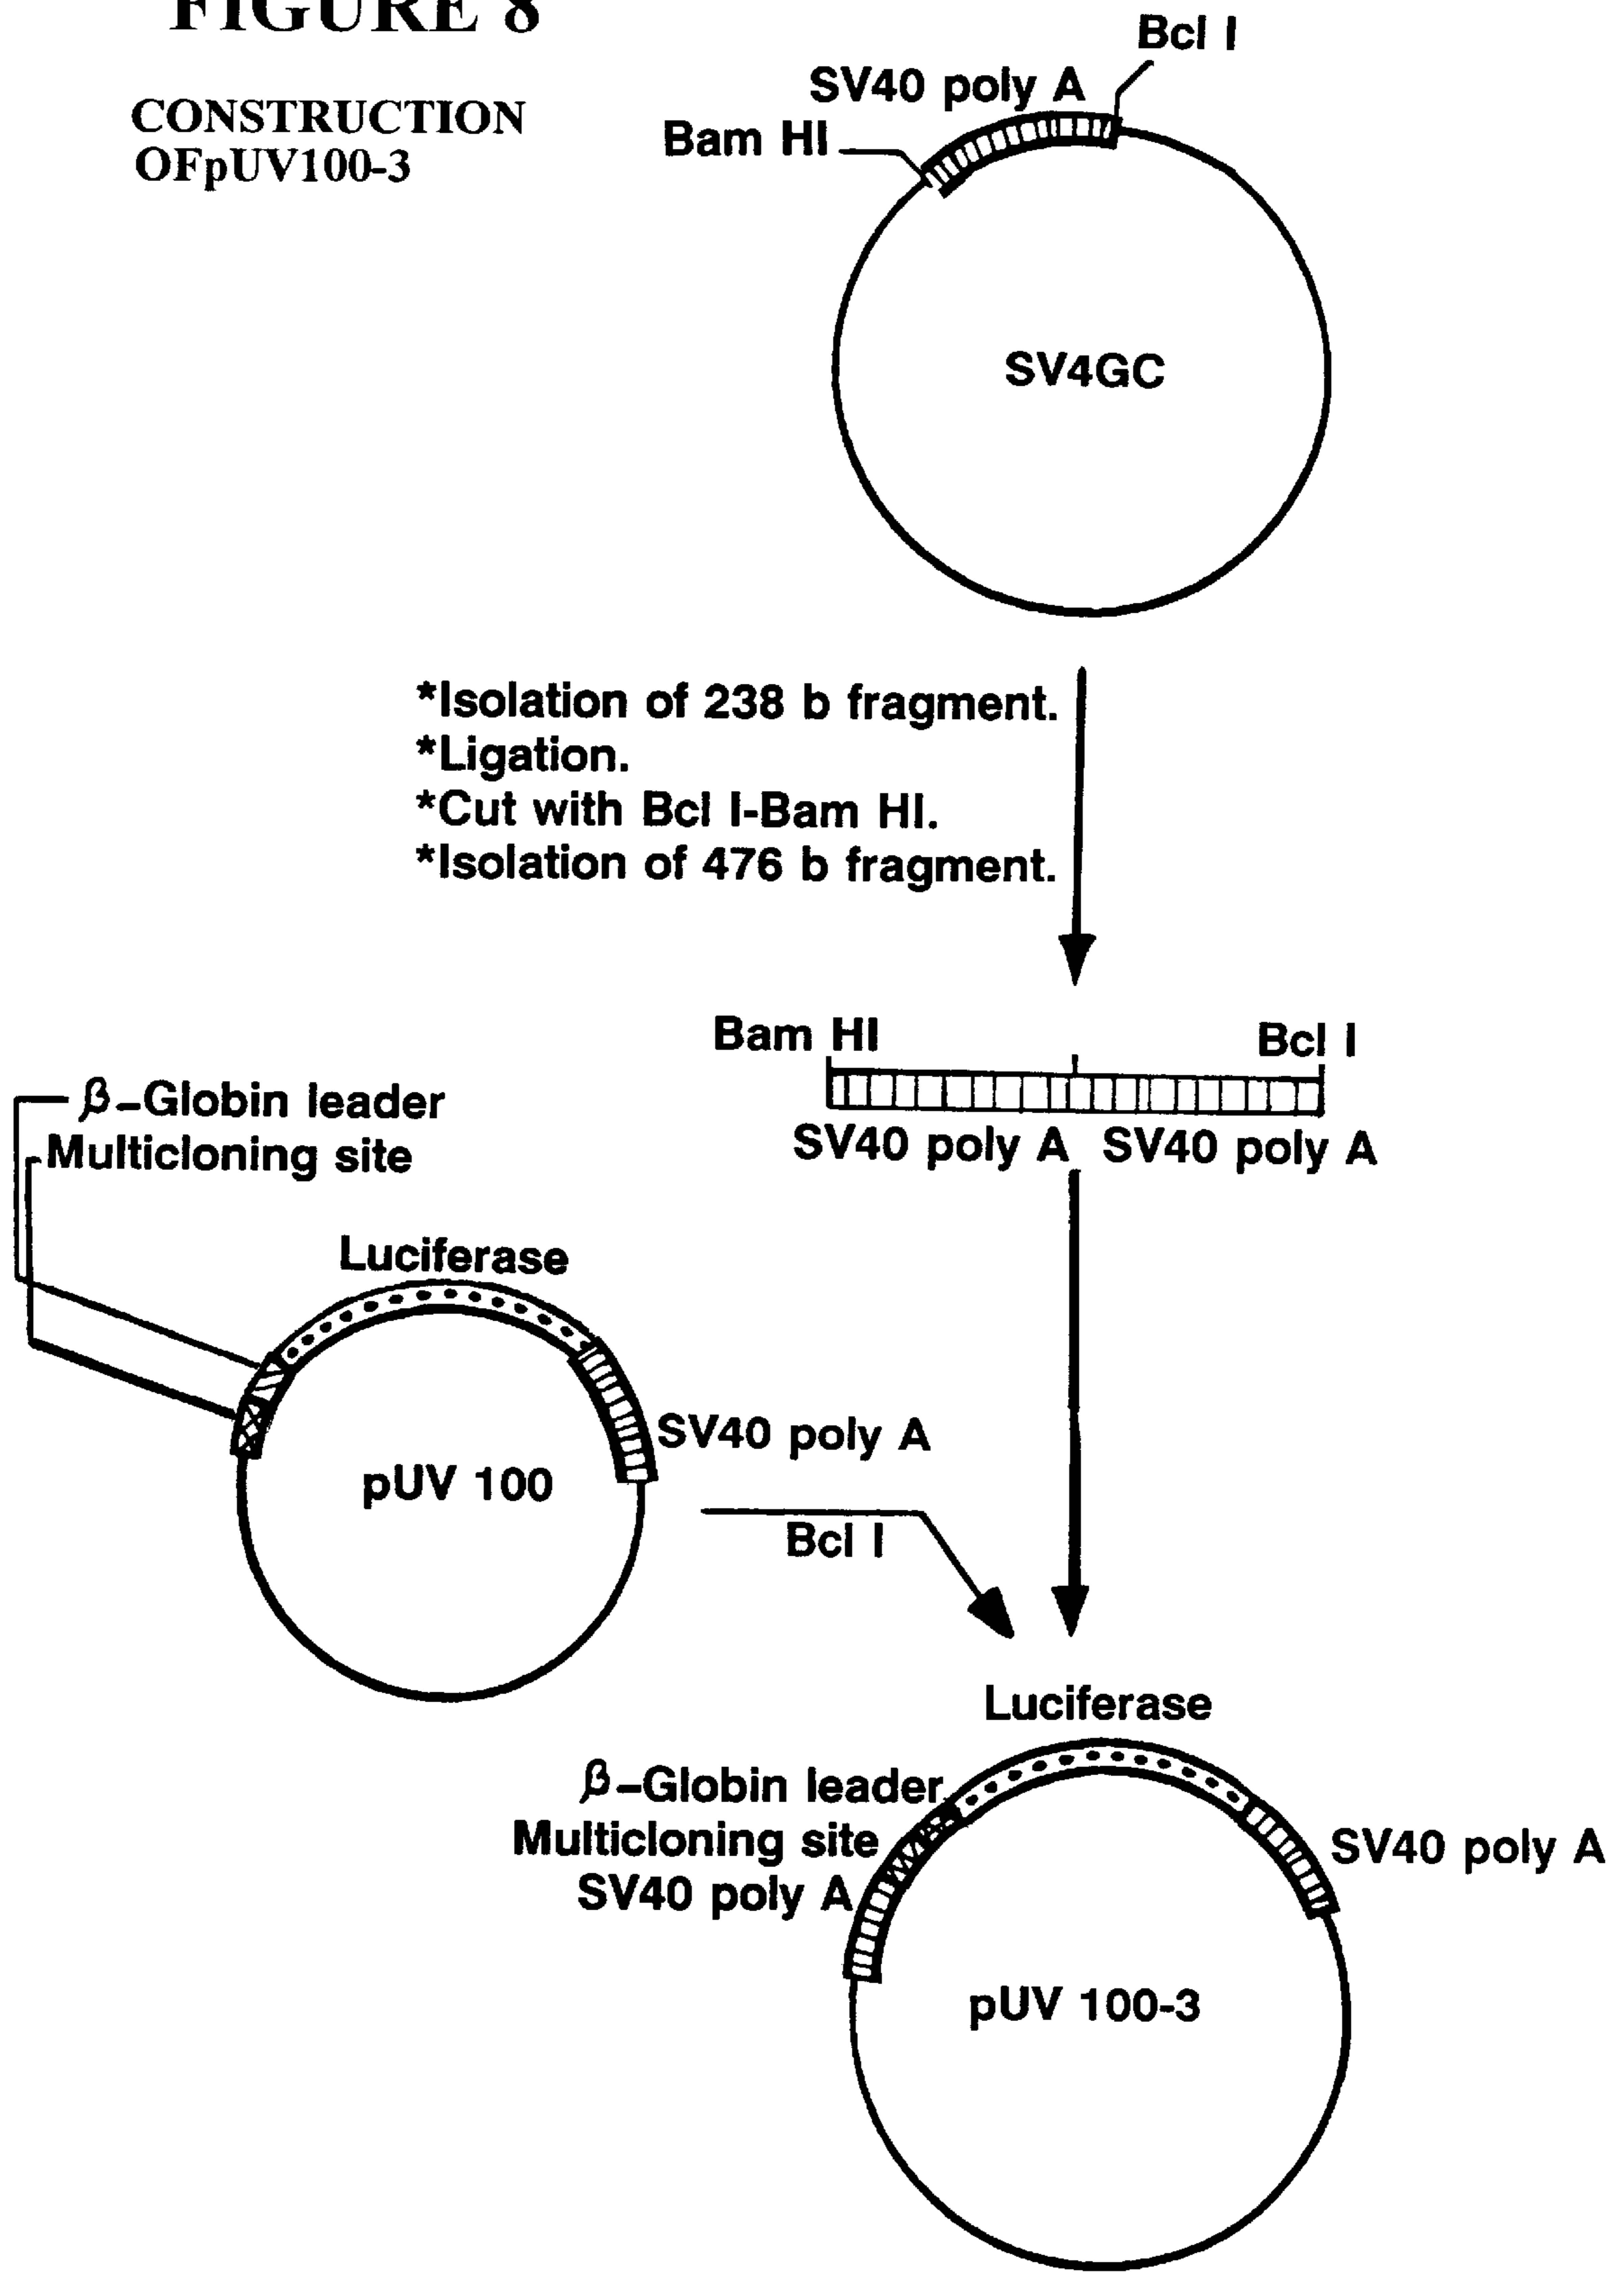 FIGURE 8
CONSTRUCTION
OFpUV100-3
Bcl I
SV40 poly A
Bam HI
SV4GC
*Isolation of 238 b fragment.
*Ligation.
*Cut with Bcl I-Bam HI.
*Isolation of 476 b fragment.
Bam HI
Bcl I
SV40 poly A SV40 poly A
β-Globin leader
Multicloning site
Luciferase
SV40 poly A
pUV 100
Bcl I
Luciferase
β-Globin leader
Multicloning site
SV40 poly A
SV40 poly A
pUV 100-3